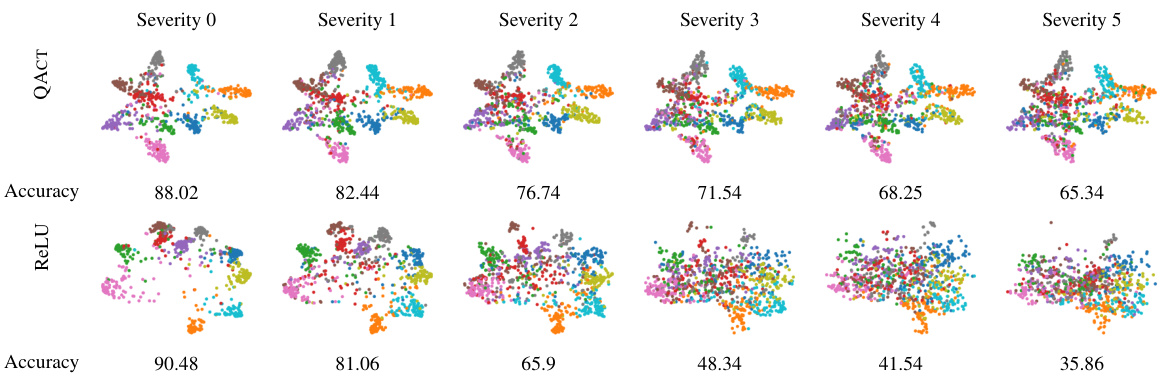 Severity 0 Severity 1 Severity 2 Severity 3 Severity 4 Severity 5
QACT
Accuracy 88.02 82.44 76.74 71.54 68.25 65.34
ReLU
Accuracy 90.48 81.06 65.9 48.34 41.54 35.86